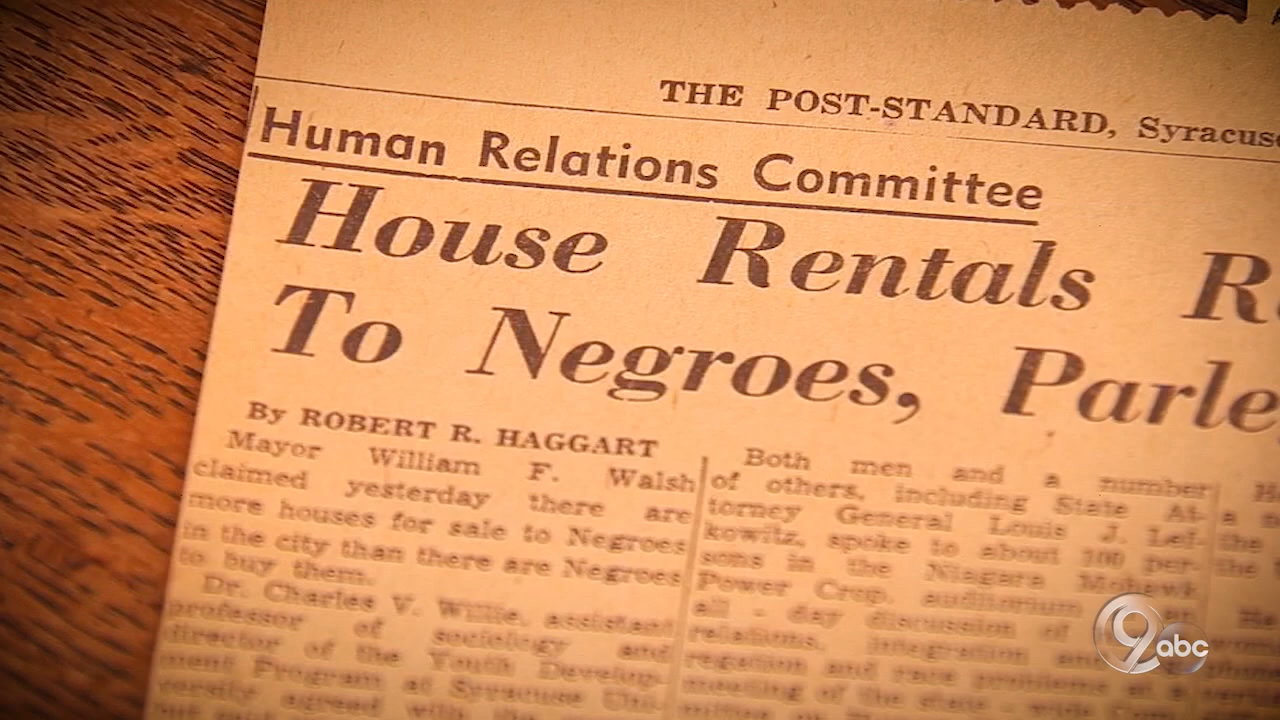 THE POST-STANDARD, Syracuse
Human Relations Committee
House Rentals R
To Negroes, Parle
By ROBERT R. HAGGART
Mayor William F. Walsh
claimed yesterday there are
more houses for sale to Negroes
in the city than there are Negroes
to buy them.
Dr. Charles V. Willie, assistant
professor of sociology and
director of the Youth Develop-
ment Program at Syracuse Uni-
versity agreed with the
Both men and a number
of others, including State At-
torney General Louis J. Lef-
kowitz, spoke to about 100 per-
sons in the Niagara Mohawk
Power Crop. auditorium
all - day discussion of
relations, integration
regation and race problems at a
meeting of the state - wide
9abc